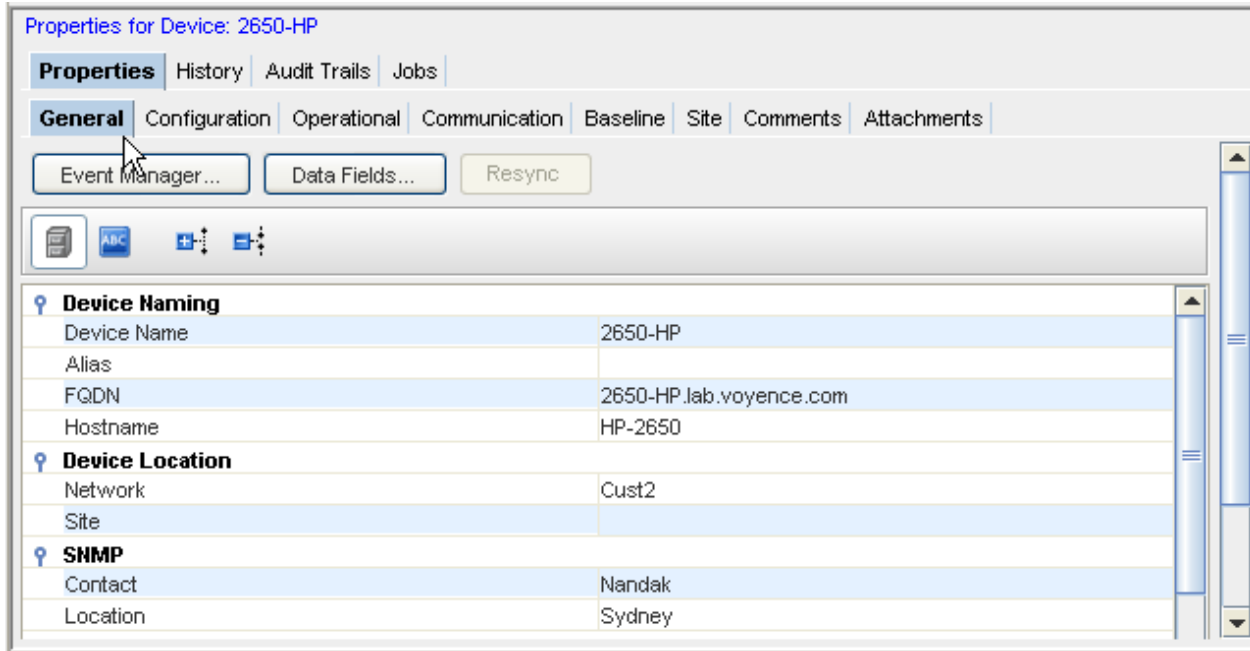 Properties for Device: 2650-HP
Properties History Audit Trails Jobs
General Configuration Operational Communication Baseline Site Comments Attachments
Event Manager... Data Fields... Resync
ABC
Device Naming
Device Name 2650-HP
Alias
FQDN 2650-HP.lab.voyence.com
Hostname HP-2650
Device Location
Network Cust2
Site
SNMP
Contact Nandak
Location Sydney